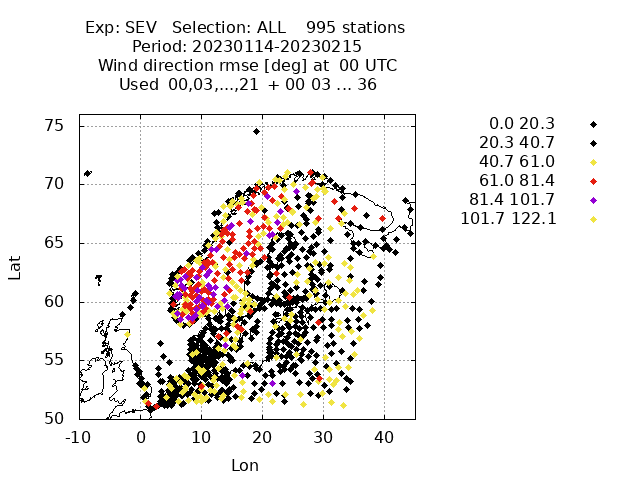 Exp: SEV   Selection: ALL    995 stations
Period: 20230114-20230215
Wind direction rmse [deg] at  00 UTC
Used  00,03,...,21  + 00 03 ... 36
0.0 20.3
20.3 40.7
40.7 61.0
61.0 81.4
81.4 101.7
101.7 122.1
75
70
65
60
55
50
Lat
-10 0 10 20 30 40
Lon